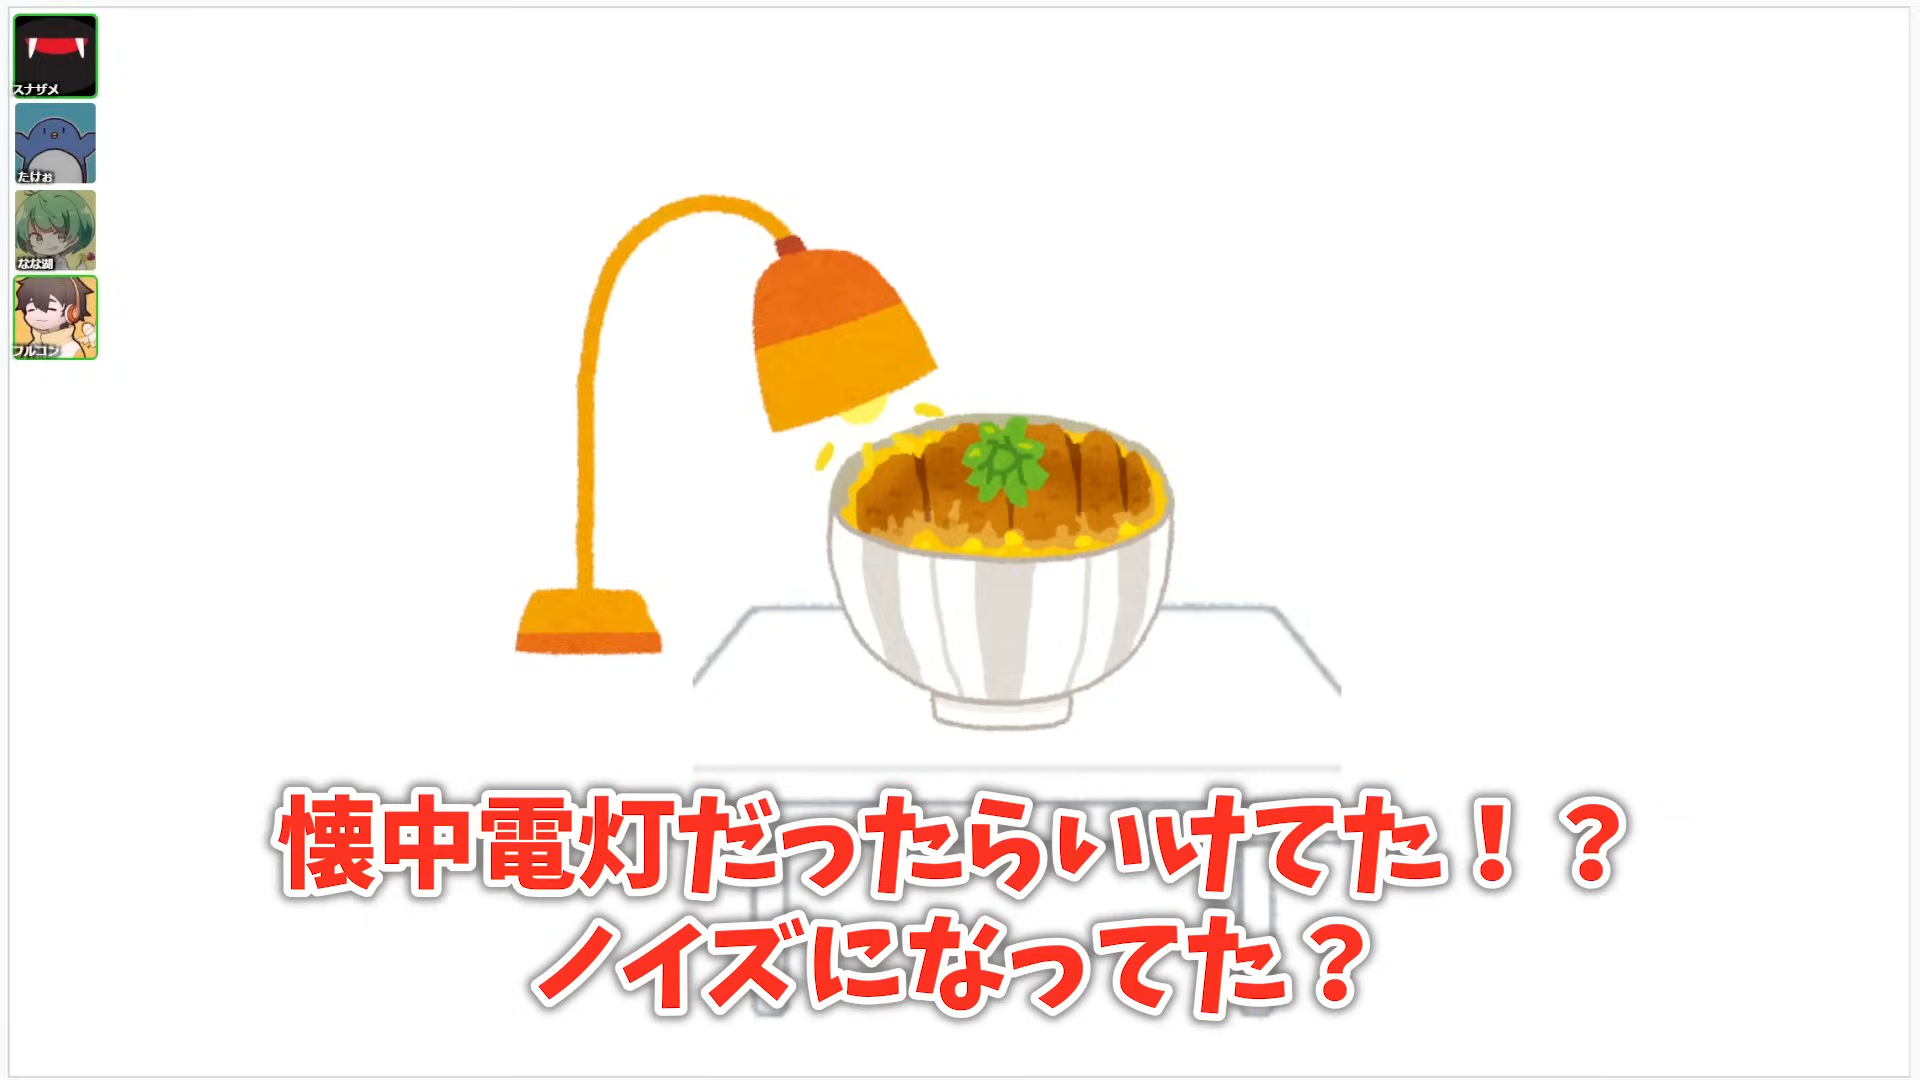 スナザメ
たけぉ
なな湖
フルコン
懐中電灯だったらいけてた！？
ノイズになってた？